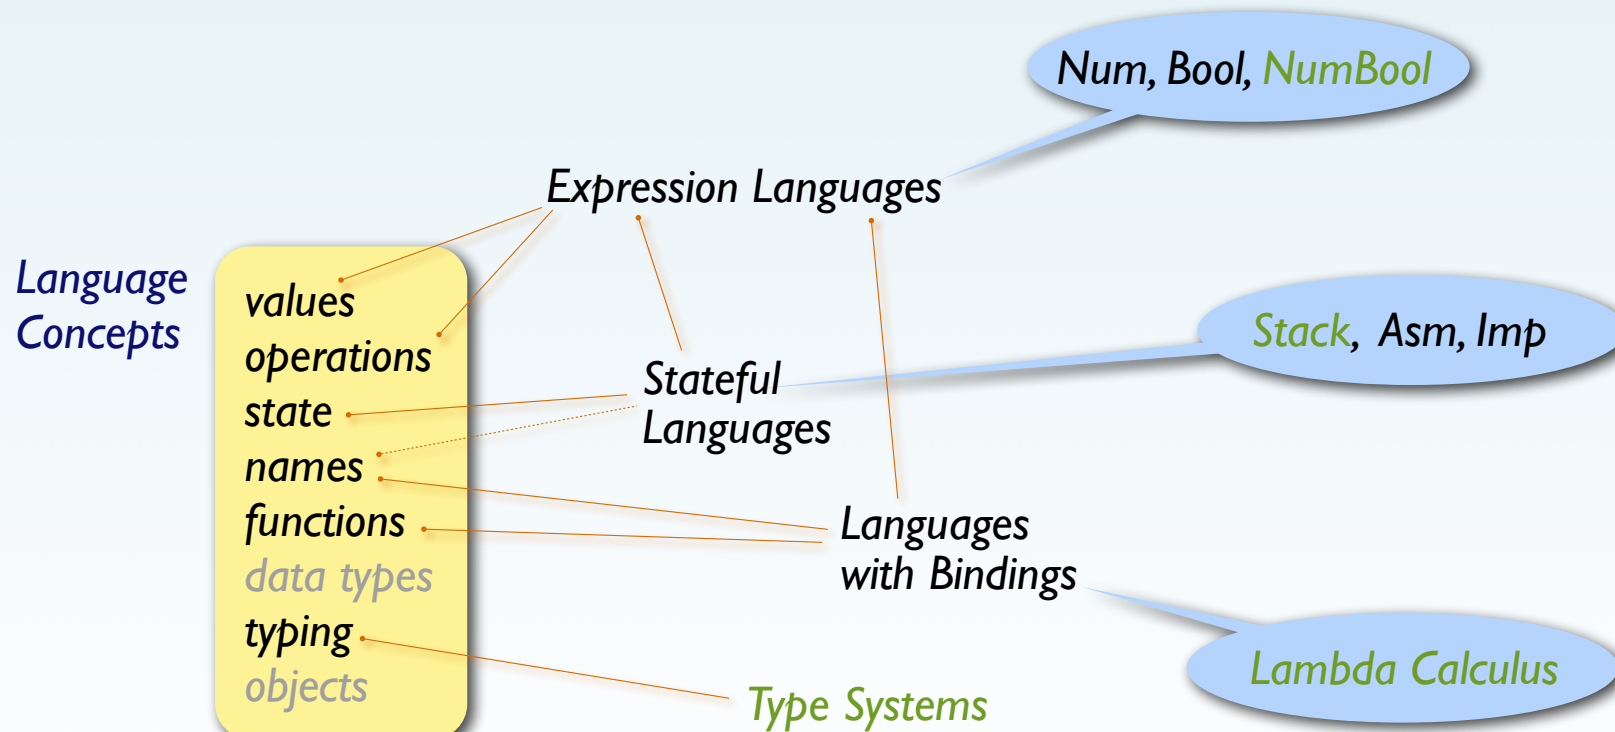 Num, Bool, NumBool
Expression Languages
Language
Concepts
values
operations
state
names
functions
data types
typing
objects
Stateful
Languages
Stack, Asm, Imp
Languages
with Bindings
Lambda Calculus
Type Systems